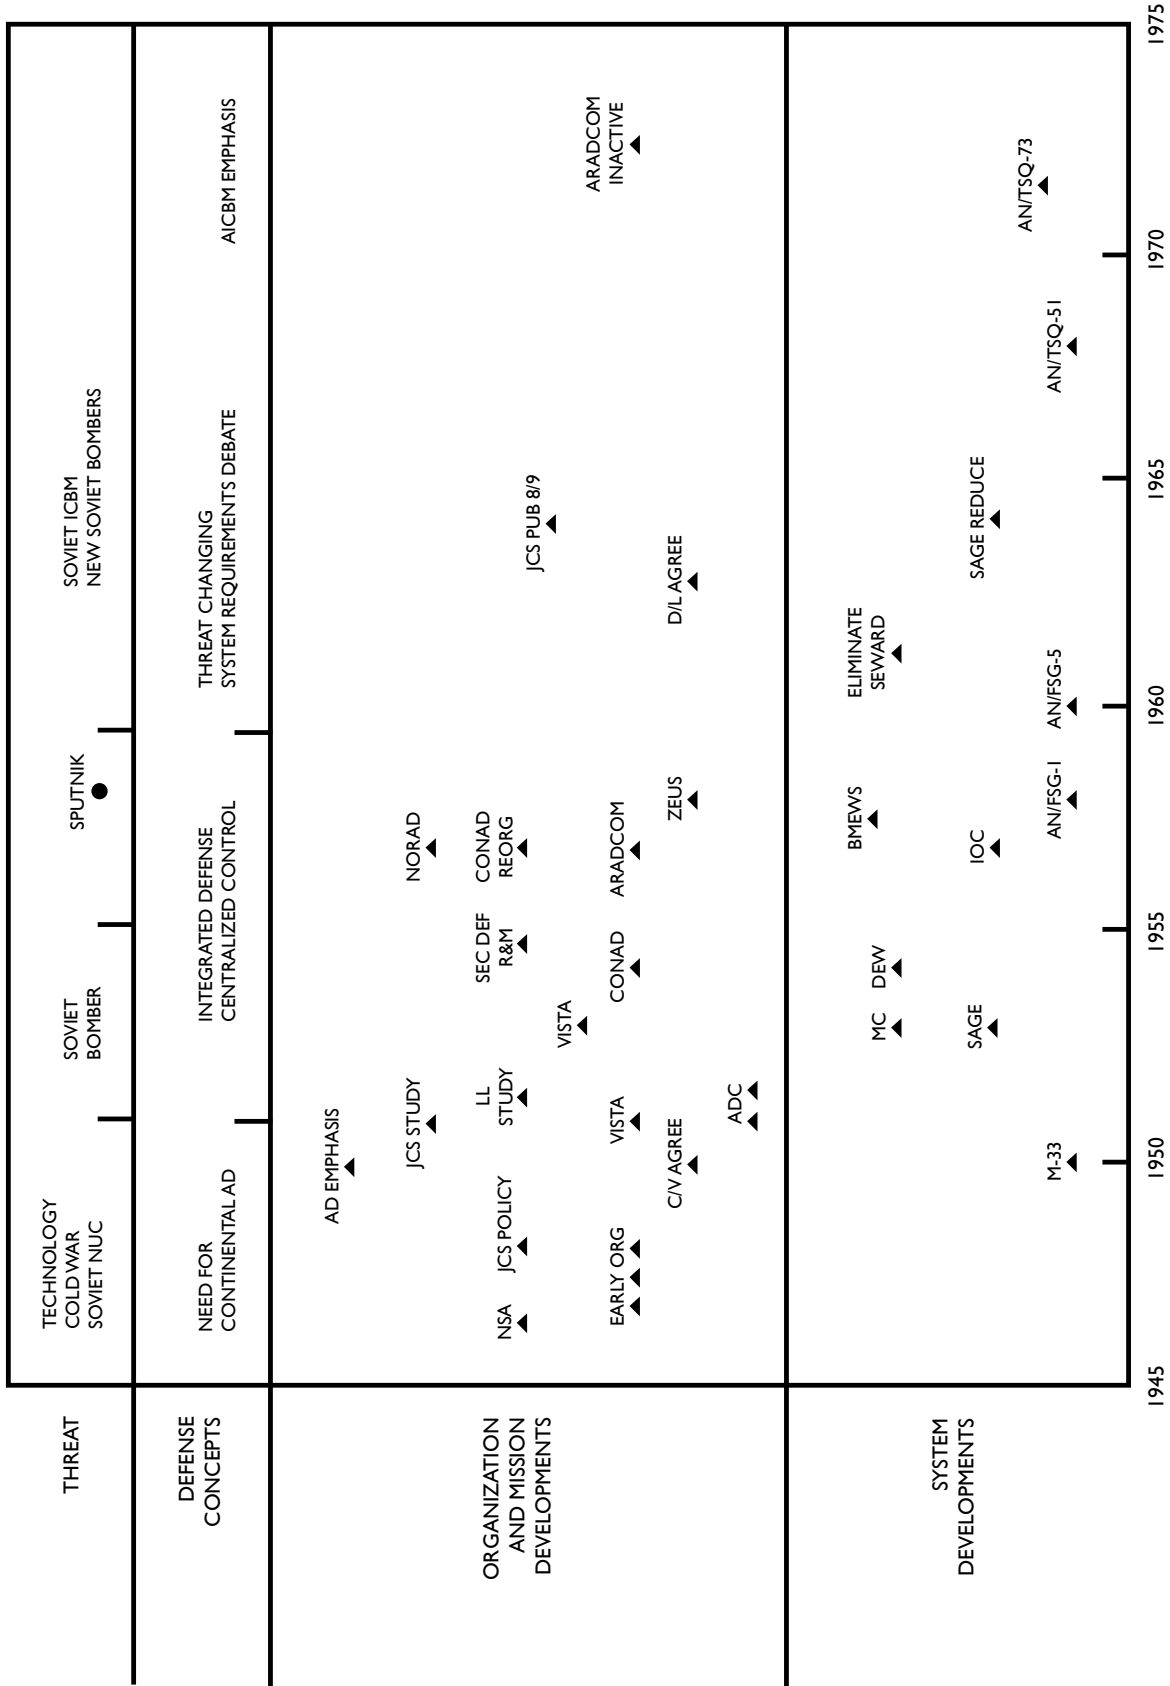 THREAT
TECHNOLOGY
COLD WAR
SOVIET NUC
SOVIET
BOMBER
SPUTNIK
SOVIET ICBM
NEW SOVIET BOMBERS
DEFENSE
CONCEPTS
NEED FOR
CONTINENTAL AD
INTEGRATED DEFENSE
CENTRALIZED CONTROL
THREAT CHANGING
SYSTEM REQUIREMENTS DEBATE
AICBM EMPHASIS
ORGANIZATION
AND MISSION
DEVELOPMENTS
AD EMPHASIS
JCS STUDY
NORAD
NSA
JCS POLICY
LL
STUDY
SEC DEF
R&M
CONAD
REORG
JCS PUB 8/9
VISTA
EARLY ORG
VISTA
CONAD
ARADCOM
ARADCOM
INACTIVE
C/V AGREE
ZEUS
D/L AGREE
ADC
SYSTEM
DEVELOPMENTS
BMEWS
MC
DEW
ELIMINATE
SEWARD
SAGE
IOC
SAGE REDUCE
M-33
AN/FSG-1
AN/FSG-5
AN/TSQ-51
AN/TSQ-73
1945
1950
1955
1960
1965
1970
1975